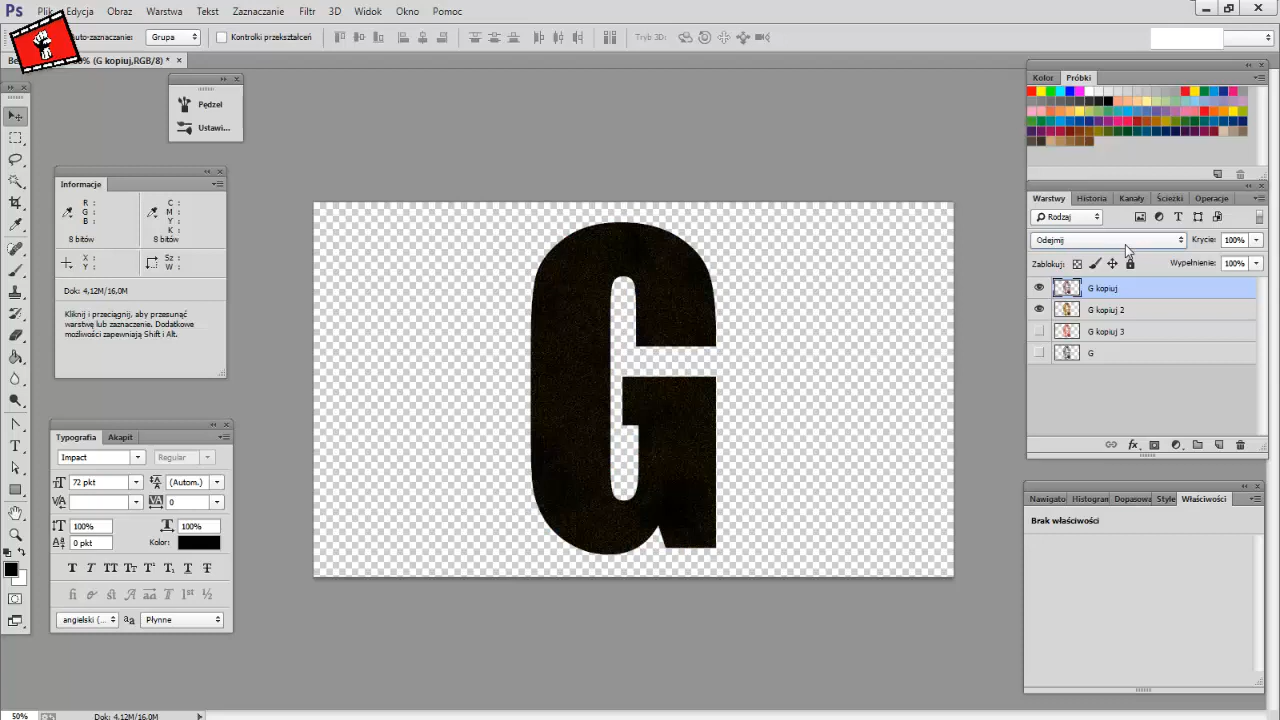 Ps Plik Edycja Obraz Warstwa Tekst Zaznaczanie Filtr 3D Widok Okno Pomoc
Auto-zaznaczanie: Grupa Kontrolki przekształceń Tryb 3D:
(G kopiuj,RGB/8) *
Pędzel
Ustawi...
Informacje
R : C :
G : M :
B : Y :
K :
8 bitów 8 bitów
X : Sz :
Y : W :
Dok: 4,12M/16,0M
Kliknij i przeciągnij, aby przesunąć
warstwę lub zaznaczenie. Dodatkowe
możliwości zapewniają Shift i Alt.
Typografia Akapit
Impact Regular
72 pkt (Autom.)
0
100% 100%
0 pkt Kolor:
angielski (... Płynne
G
Kolor Próbki
Warstwy Historia Kanały Ścieżki Operacje
Rodzaj
Odejmij Krycie: 100%
Zablokuj: Wypełnienie: 100%
G kopiuj
G kopiuj 2
G kopiuj 3
G
Nawigato Histogram Dopasowa Style Właściwości
Brak właściwości
50% Dok: 4,12M/16,0M